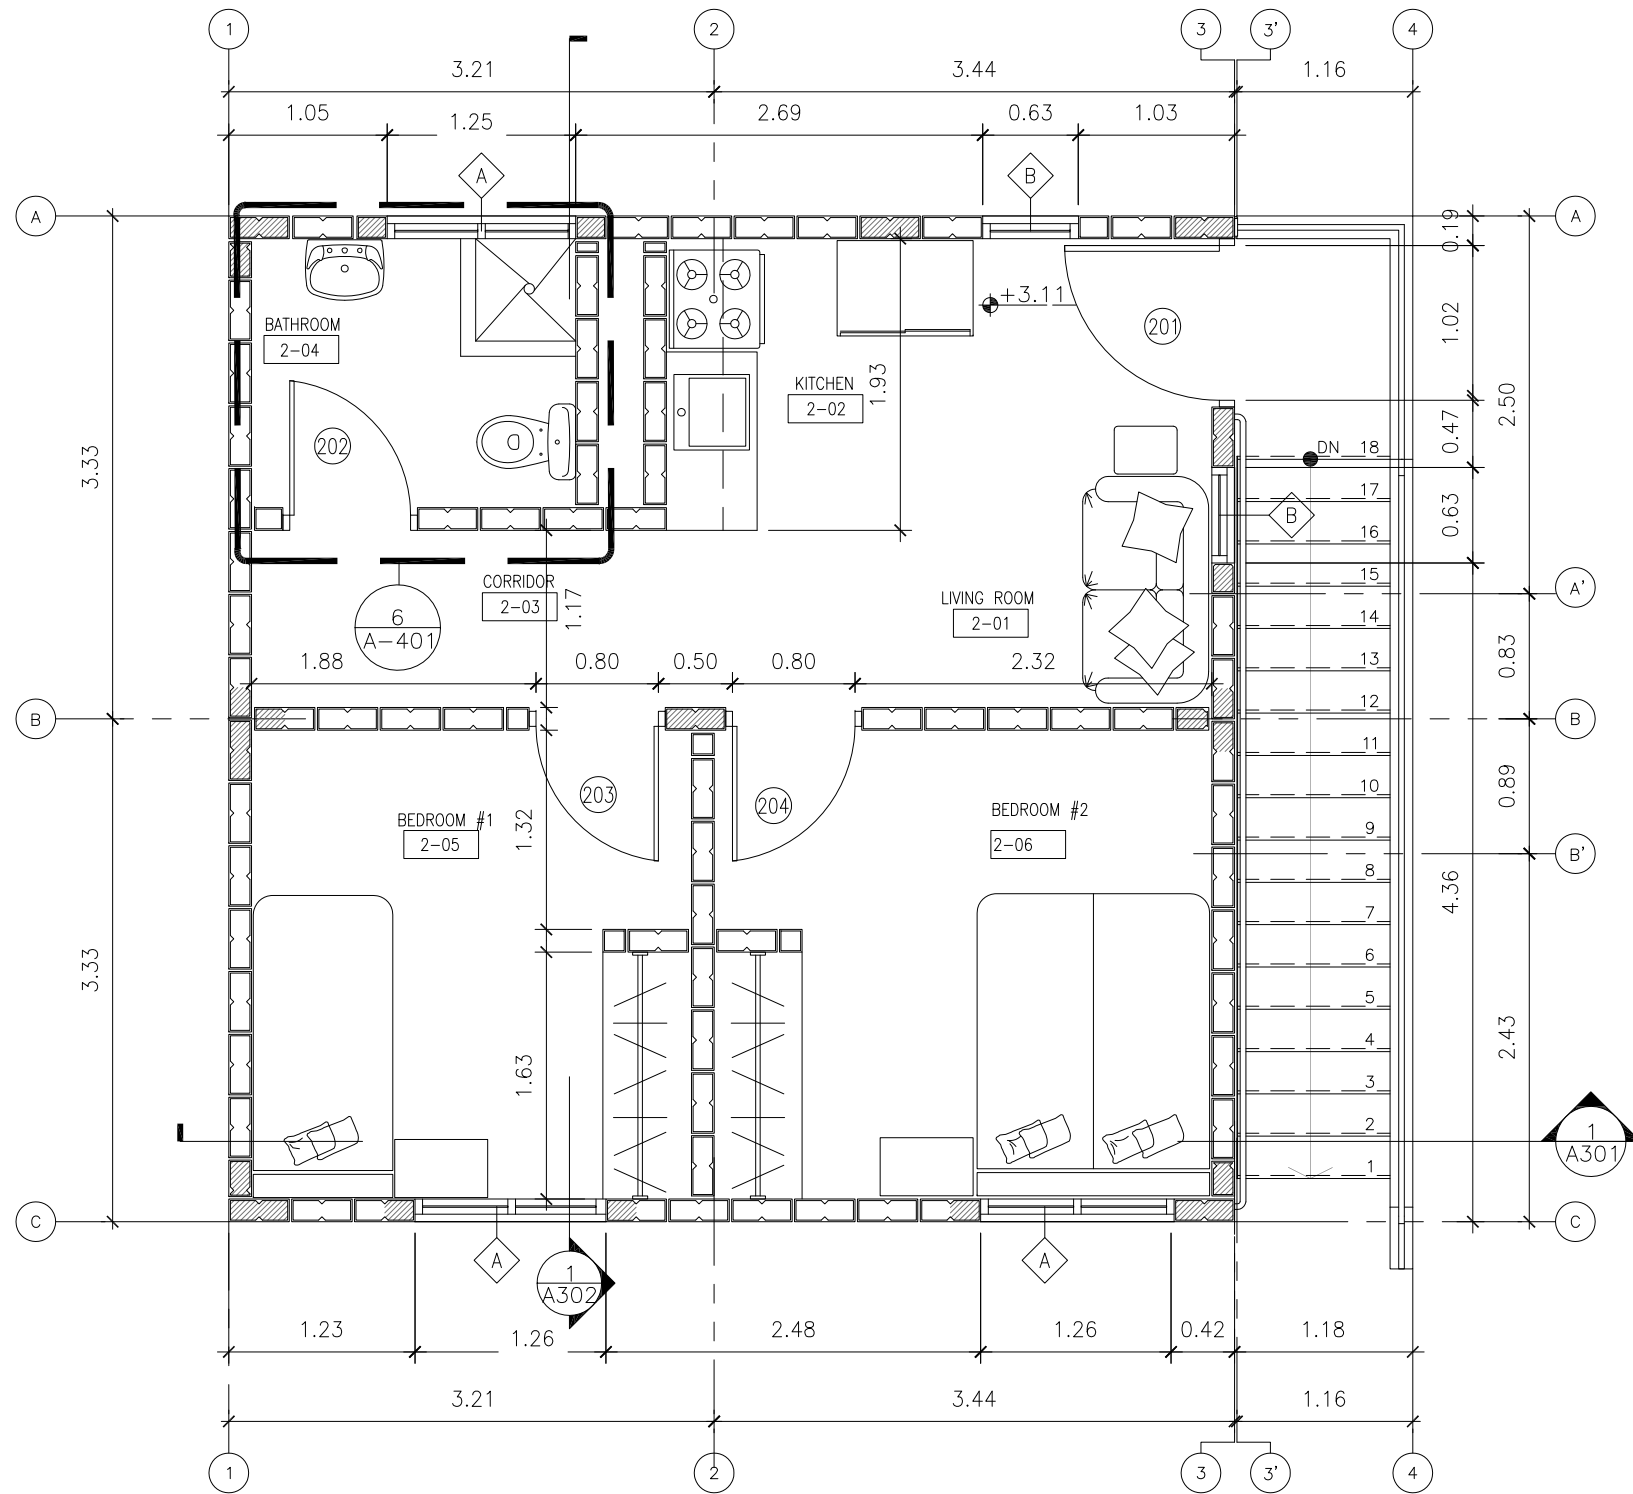 1 2 3 3' 4
3.21 3.44 1.16
1.05 1.25 2.69 0.63 1.03
A B
A A
0.19
+3.11
201
1.02
BATHROOM
2-04
KITCHEN
2-02
1.93
2.50
202
3.33
0.47
DN 18
17
B
0.63
16
15
A'
CORRIDOR
2-03
1.17
LIVING ROOM
2-01
6
A-401
14
13
0.83
1.88 0.80 0.50 0.80 2.32
12
B B
11
10
0.89
203
204
BEDROOM #1
2-05
1.32
BEDROOM #2
2-06
9
B'
8
4.36
7
6
3.33
5
2.43
4
1.63
3
2
1
1
A301
C C
A A
1
A302
1.23 1.26 2.48 1.26 0.42 1.18
3.21 3.44 1.16
1 2 3 3' 4